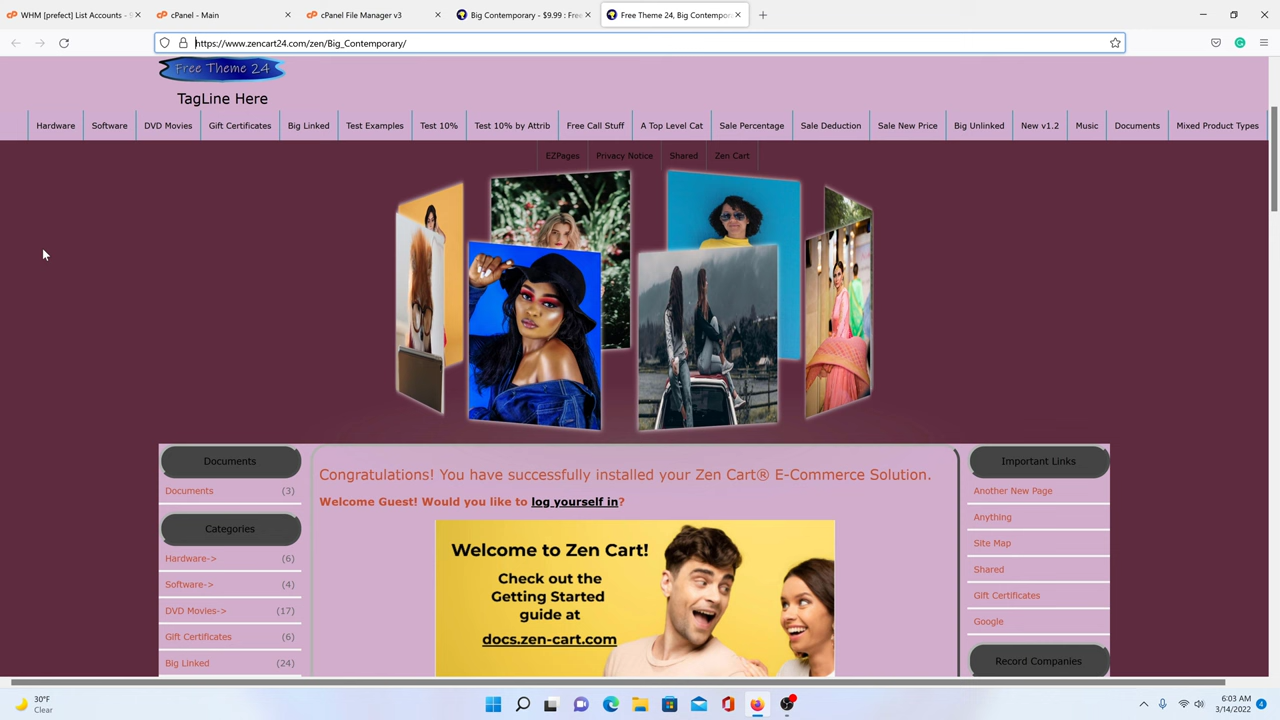 WHM [prefect] List Accounts - 9
cPanel - Main
cPanel File Manager v3
Big Contemporary - $9.99 : Free
Free Theme 24, Big Contempor
https://www.zencart24.com/zen/Big_Contemporary/
Free Theme 24
TagLine Here
Hardware Software DVD Movies Gift Certificates Big Linked Test Examples Test 10% Test 10% by Attrib Free Call Stuff A Top Level Cat Sale Percentage Sale Deduction Sale New Price Big Unlinked New v1.2 Music Documents Mixed Product Types
EZPages Privacy Notice Shared Zen Cart
Documents
Documents (3)
Categories
Hardware-> (6)
Software-> (4)
DVD Movies-> (17)
Gift Certificates (6)
Big Linked (24)
Congratulations! You have successfully installed your Zen Cart® E-Commerce Solution.
Welcome Guest! Would you like to log yourself in?
Welcome to Zen Cart!
Check out the
Getting Started
guide at
docs.zen-cart.com
Important Links
Another New Page
Anything
Site Map
Shared
Gift Certificates
Google
Record Companies
30°F
Clear
6:03 AM
3/14/2022
4